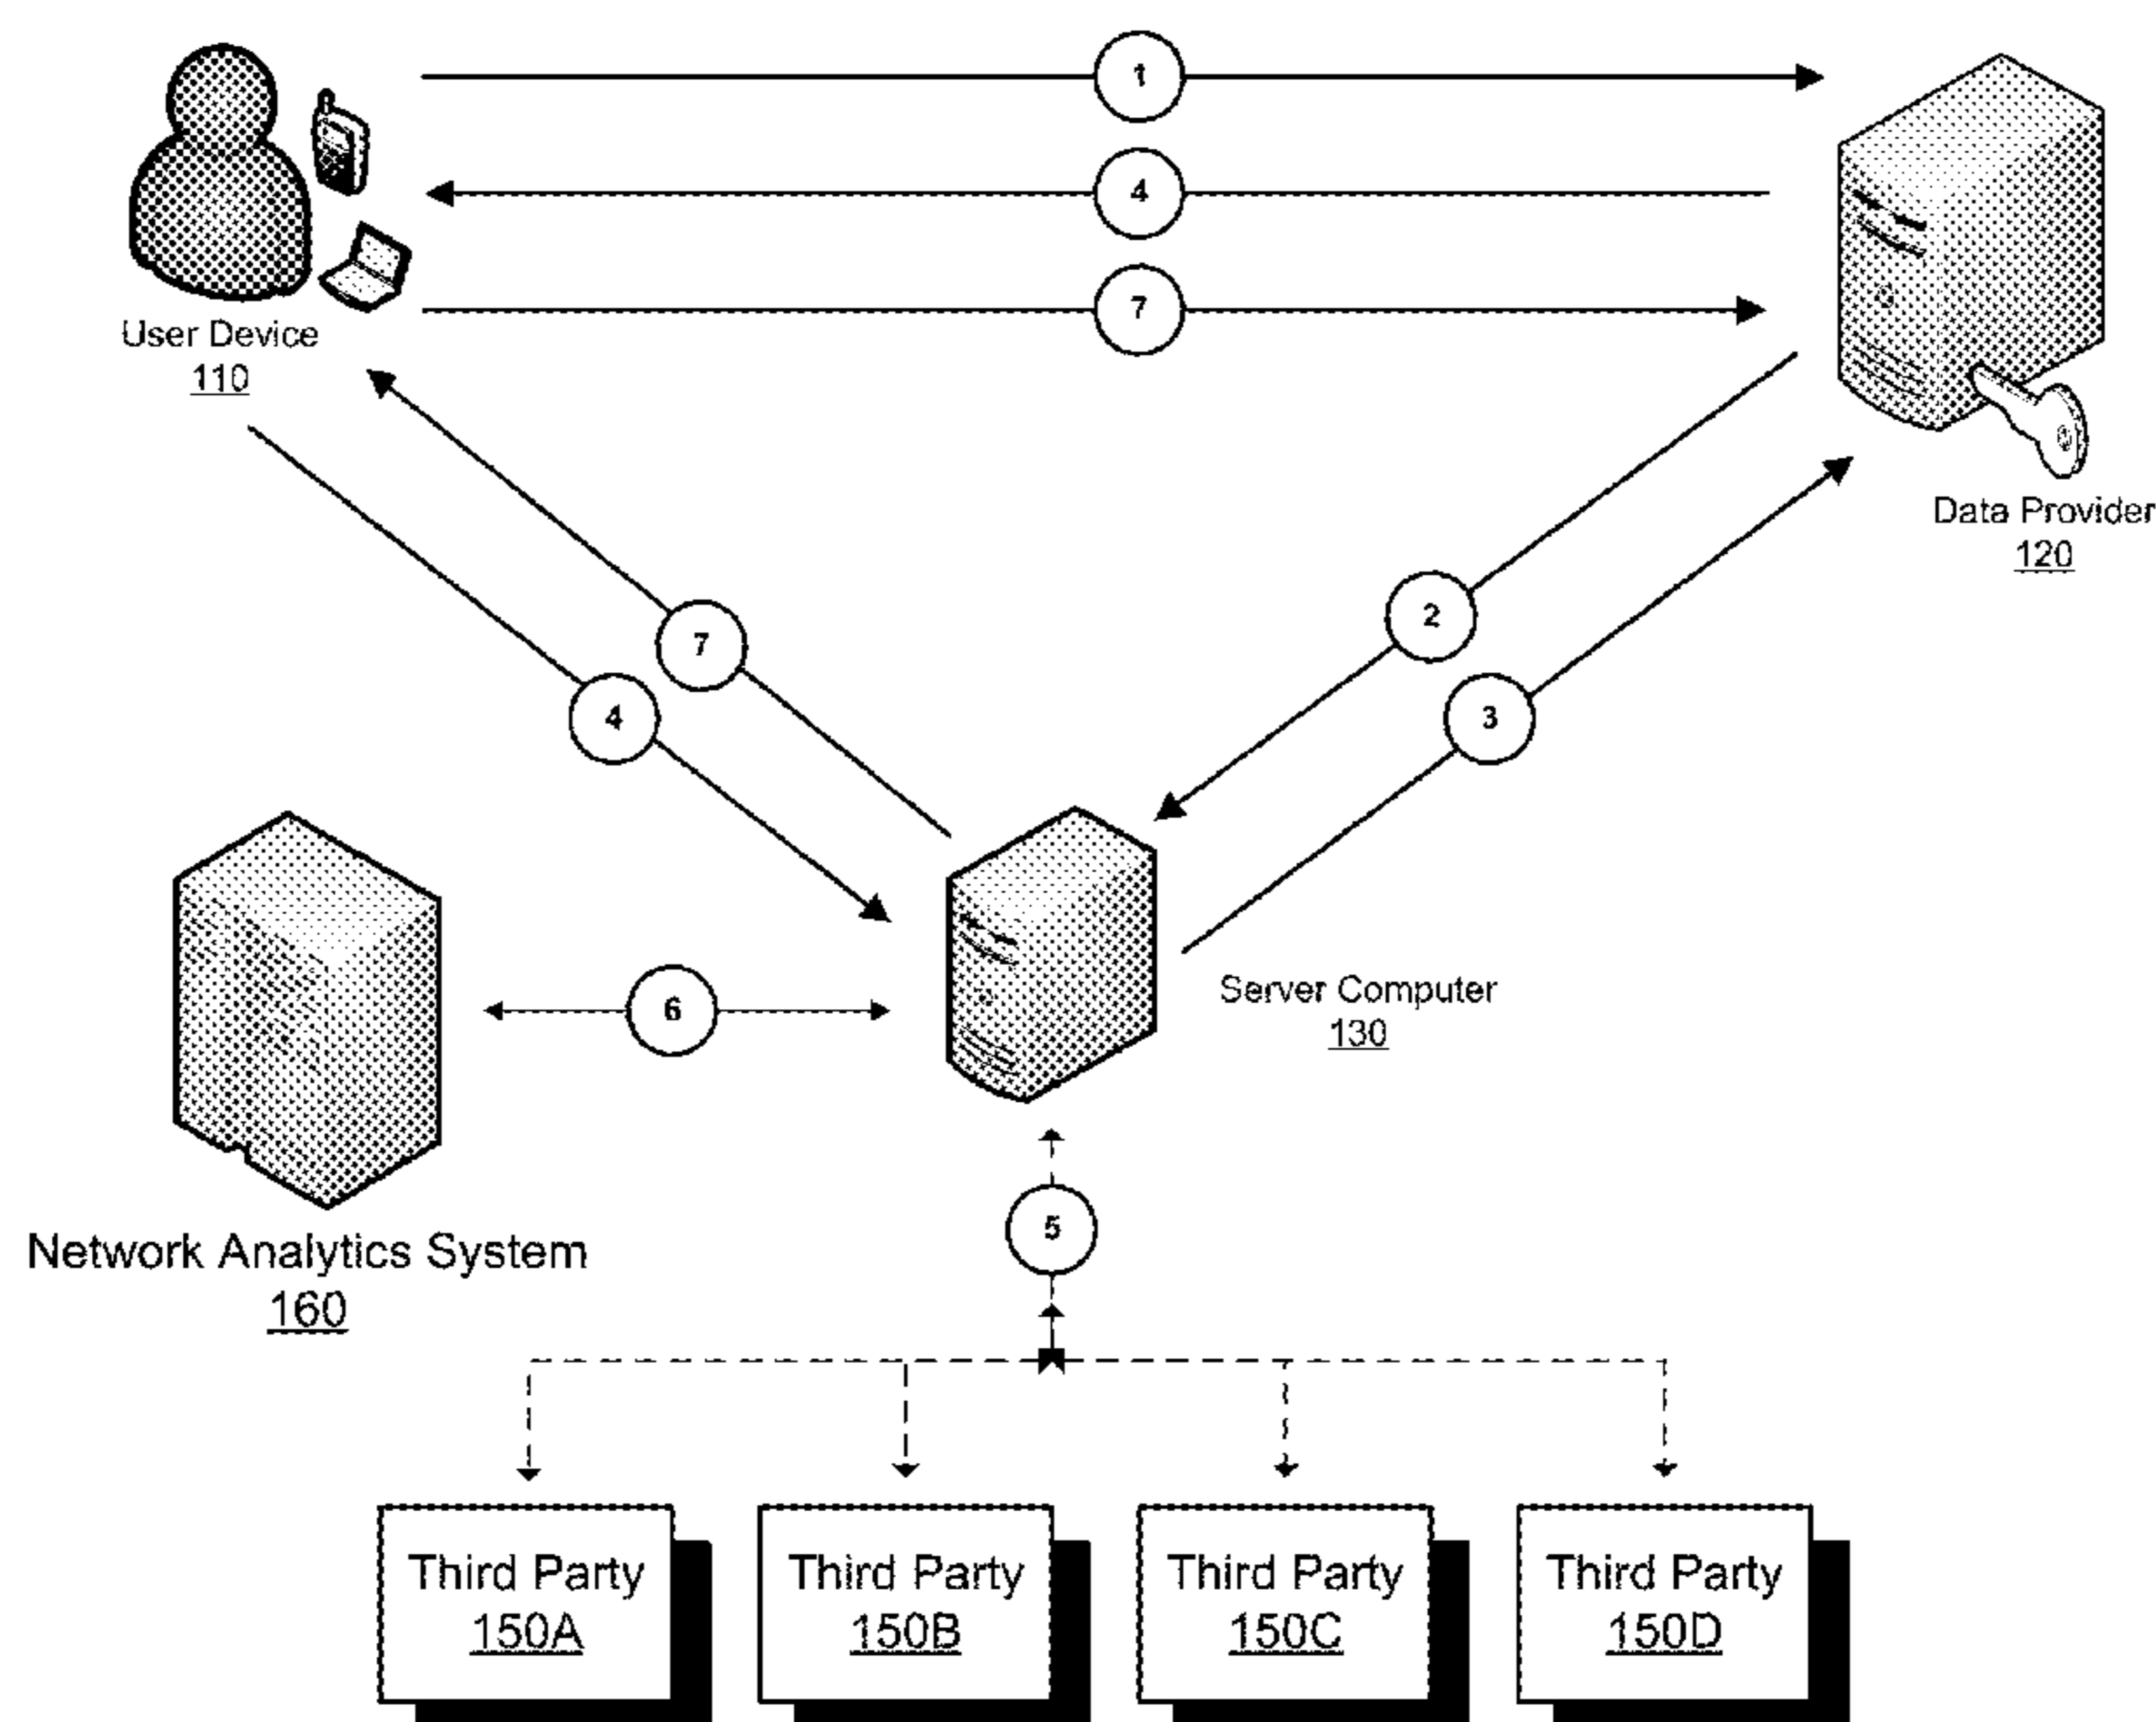 1
4
7
User Device
110
Data Provider
120
2
7
3
4
Server Computer
130
6
5
Network Analytics System
160
Third Party
150A
Third Party
150B
Third Party
150C
Third Party
150D